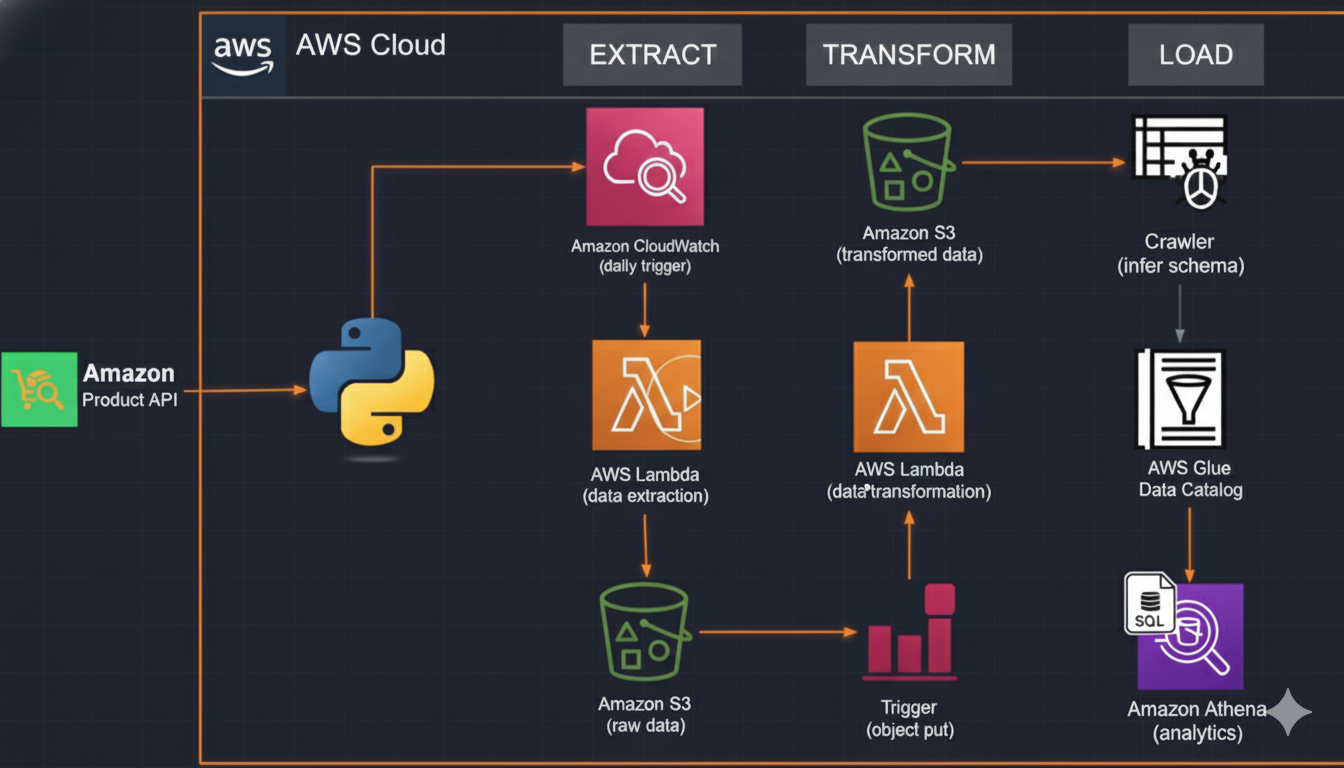 aws
AWS Cloud
EXTRACT
TRANSFORM
LOAD
Amazon CloudWatch
(daily trigger)
Amazon S3
(transformed data)
Crawler
(infer schema)
Amazon
Product API
AWS Lambda
(data extraction)
AWS Lambda
(data transformation)
AWS Glue
Data Catalog
SQL
Amazon S3
(raw data)
Trigger
(object put)
Amazon Athena
(analytics)